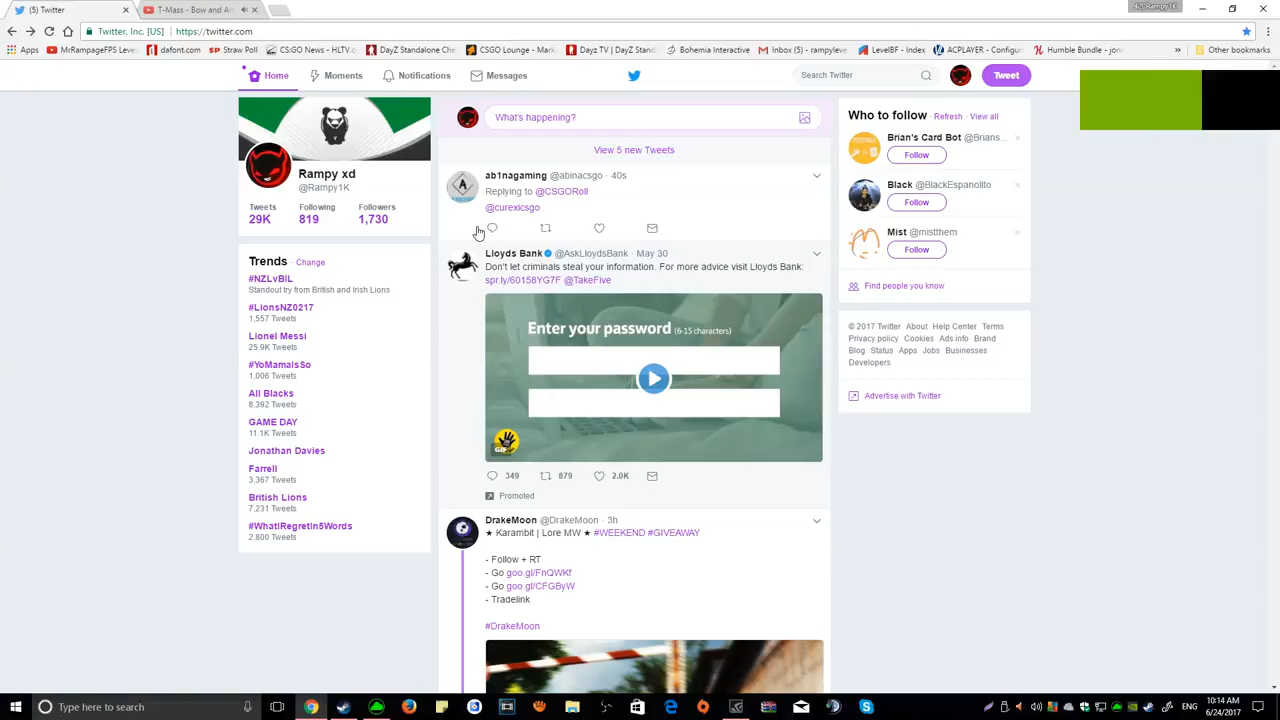 (5) Twitter
T-Mass - Bow and Ar
420Rampy1K
Twitter, Inc. [US]
https://twitter.com
Apps
MrRampageFPS Level
dafont.com
Straw Poll
CS:GO News - HLTV.o
DayZ Standalone Che
CSGO Lounge - Marke
Dayz TV | DayZ Stand
Bohemia Interactive
Gmail
Inbox (5) - rampyleve
LevelBF - Index
ACPLAYER - Configur
Humble Bundle - jonr
Other bookmarks
Home
Moments
Notifications
Messages
Search Twitter
Tweet
Rampy xd
@Rampy1K
Tweets
Following
Followers
29K
819
1,730
Trends · Change
#NZLvBIL
Standout try from British and Irish Lions
#LionsNZ0217
1,557 Tweets
Lionel Messi
25.9K Tweets
#YoMamaIsSo
1,006 Tweets
All Blacks
8,392 Tweets
GAME DAY
11.1K Tweets
Jonathan Davies
Farrell
3,367 Tweets
British Lions
7,231 Tweets
#WhatIRegretIn5Words
2,800 Tweets
What's happening?
View 5 new Tweets
ab1nagaming @abinacsgo · 40s
Replying to @CSGORoll
@curexicsgo
Lloyds Bank @AskLloydsBank · May 30
Don't let criminals steal your information. For more advice visit Lloyds Bank:
spr.ly/60158YG7F @TakeFive
Enter your password (6-15 characters)
GIF
349
879
2.0K
Promoted
DrakeMoon @DrakeMoon · 3h
★ Karambit | Lore MW ★ #WEEKEND #GIVEAWAY
- Follow + RT
- Go goo.gl/FnQWKf
- Go goo.gl/CFGByW
- Tradelink
#DrakeMoon
Who to follow · Refresh · View all
Brian's Card Bot @Brians...
Follow
Black @BlackEspanolito
Follow
Mist @mistthem
Follow
Find people you know
© 2017 Twitter About Help Center Terms
Privacy policy Cookies Ads info Brand
Blog Status Apps Jobs Businesses
Developers
Advertise with Twitter
Type here to search
10:14 AM
6/24/2017